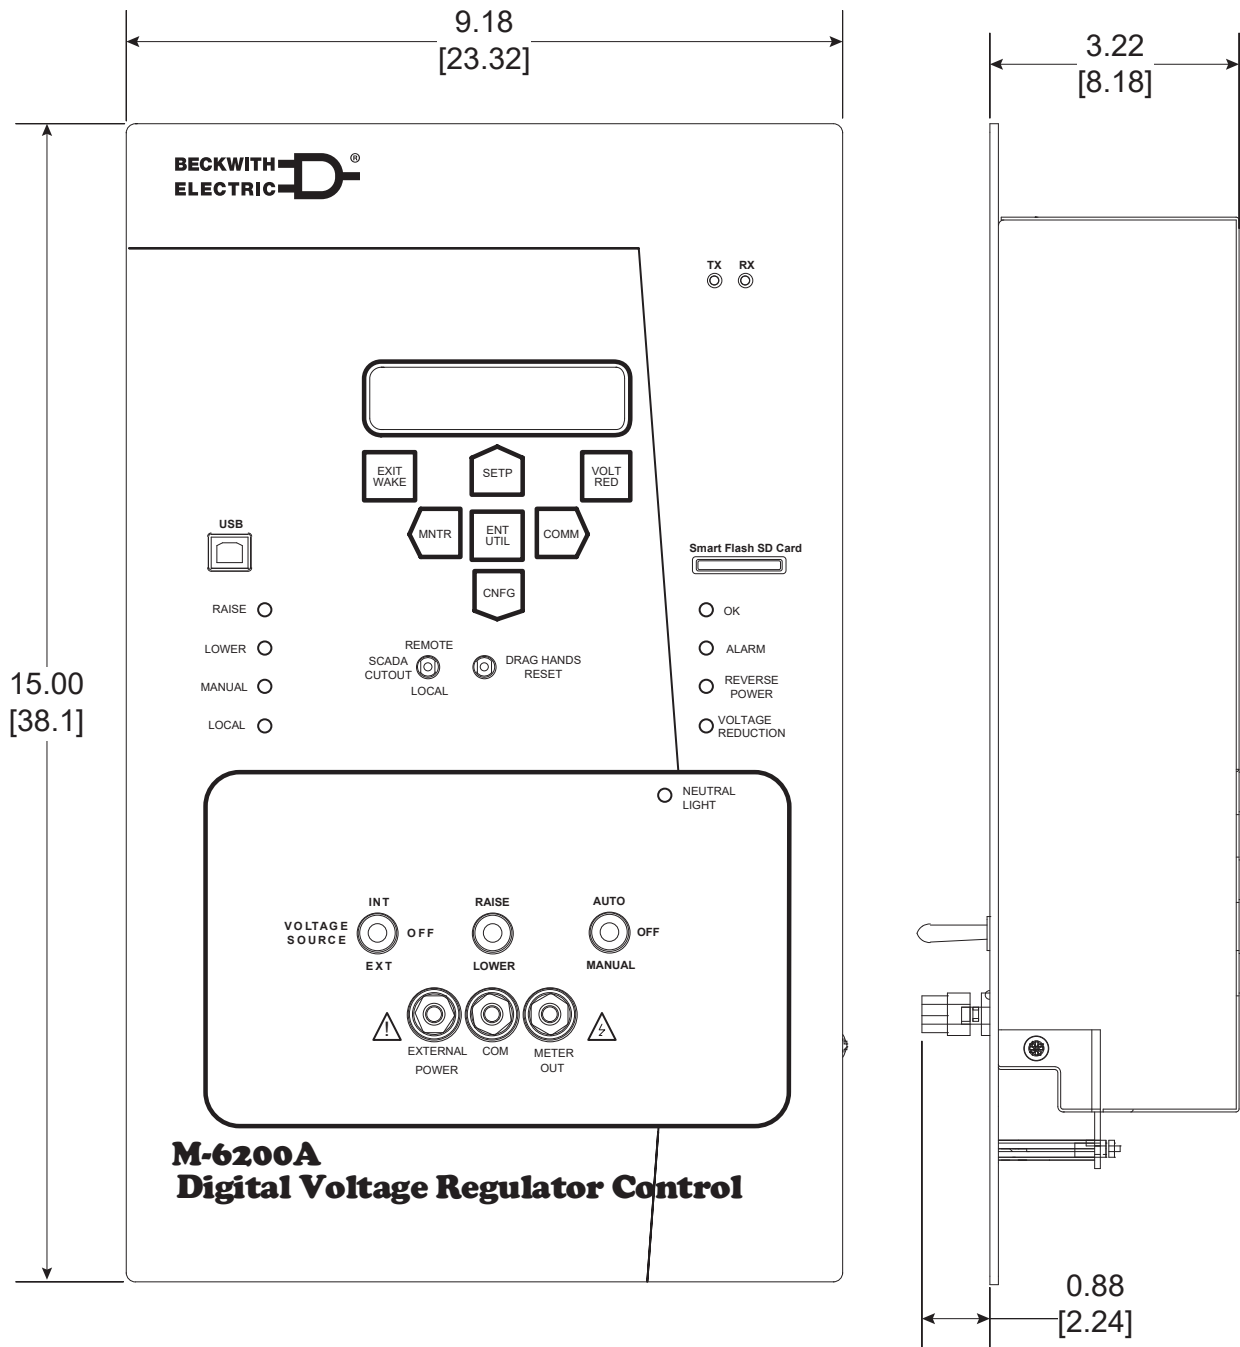 9.18
[23.32]
3.22
[8.18]
BECKWITH
ELECTRIC
®
TX RX
EXIT
WAKE
SETP
VOLT
RED
MNTR
ENT
UTIL
COMM
CNFG
USB
Smart Flash SD Card
RAISE
LOWER
MANUAL
LOCAL
REMOTE
SCADA
CUTOUT
LOCAL
DRAG HANDS
RESET
OK
ALARM
REVERSE
POWER
VOLTAGE
REDUCTION
15.00
[38.1]
NEUTRAL
LIGHT
INT
VOLTAGE
SOURCE
OFF
EXT
RAISE
LOWER
AUTO
OFF
MANUAL
!
EXTERNAL
POWER
COM
METER
OUT
M-6200A
Digital Voltage Regulator Control
0.88
[2.24]